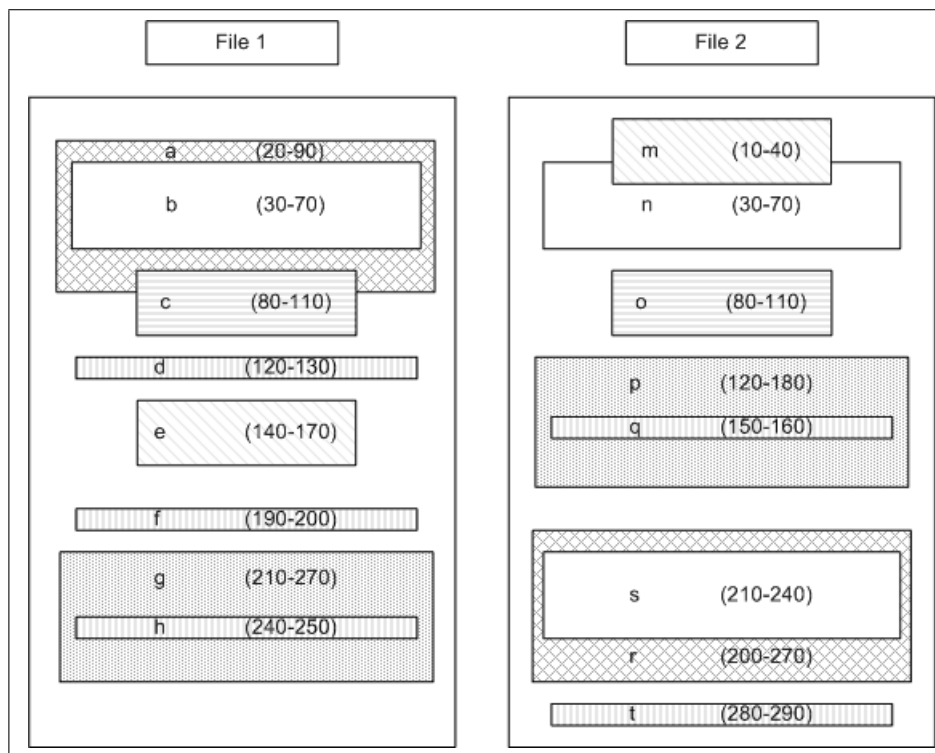 File 1
a (20-90)
b (30-70)
c (80-110)
d (120-130)
e (140-170)
f (190-200)
g (210-270)
h (240-250)
File 2
m (10-40)
n (30-70)
o (80-110)
p (120-180)
q (150-160)
s (210-240)
r (200-270)
t (280-290)